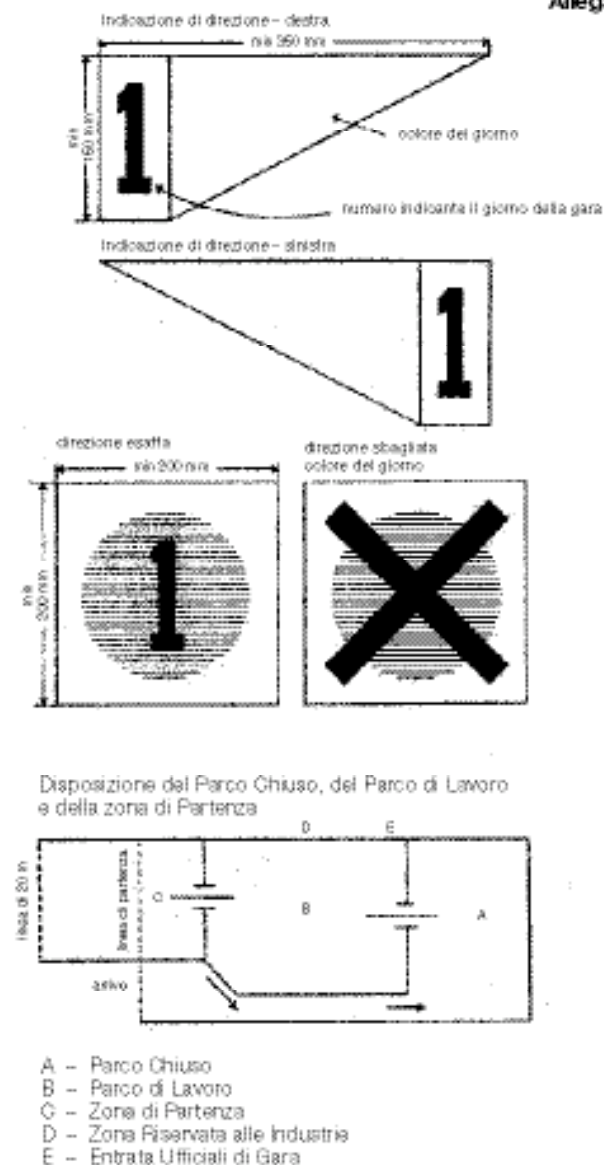 Alleg
Indicazione di direzione – destra
min 350 mm
1
min
150 mm
colore del giorno
numero indicante il giorno della gara
Indicazione di direzione – sinistra
1
direzione esatta
min 200 mm
direzione sbagliata
colore del giorno
min
200 mm
1
Disposizione del Parco Chiuso, del Parco di Lavoro
e della zona di Partenza
D E
linea di 20 m
linea di partenza
C
B
A
arrivo
A – Parco Chiuso
B – Parco di Lavoro
C – Zona di Partenza
D – Zona Riservata alle Industrie
E – Entrata Ufficiali di Gara